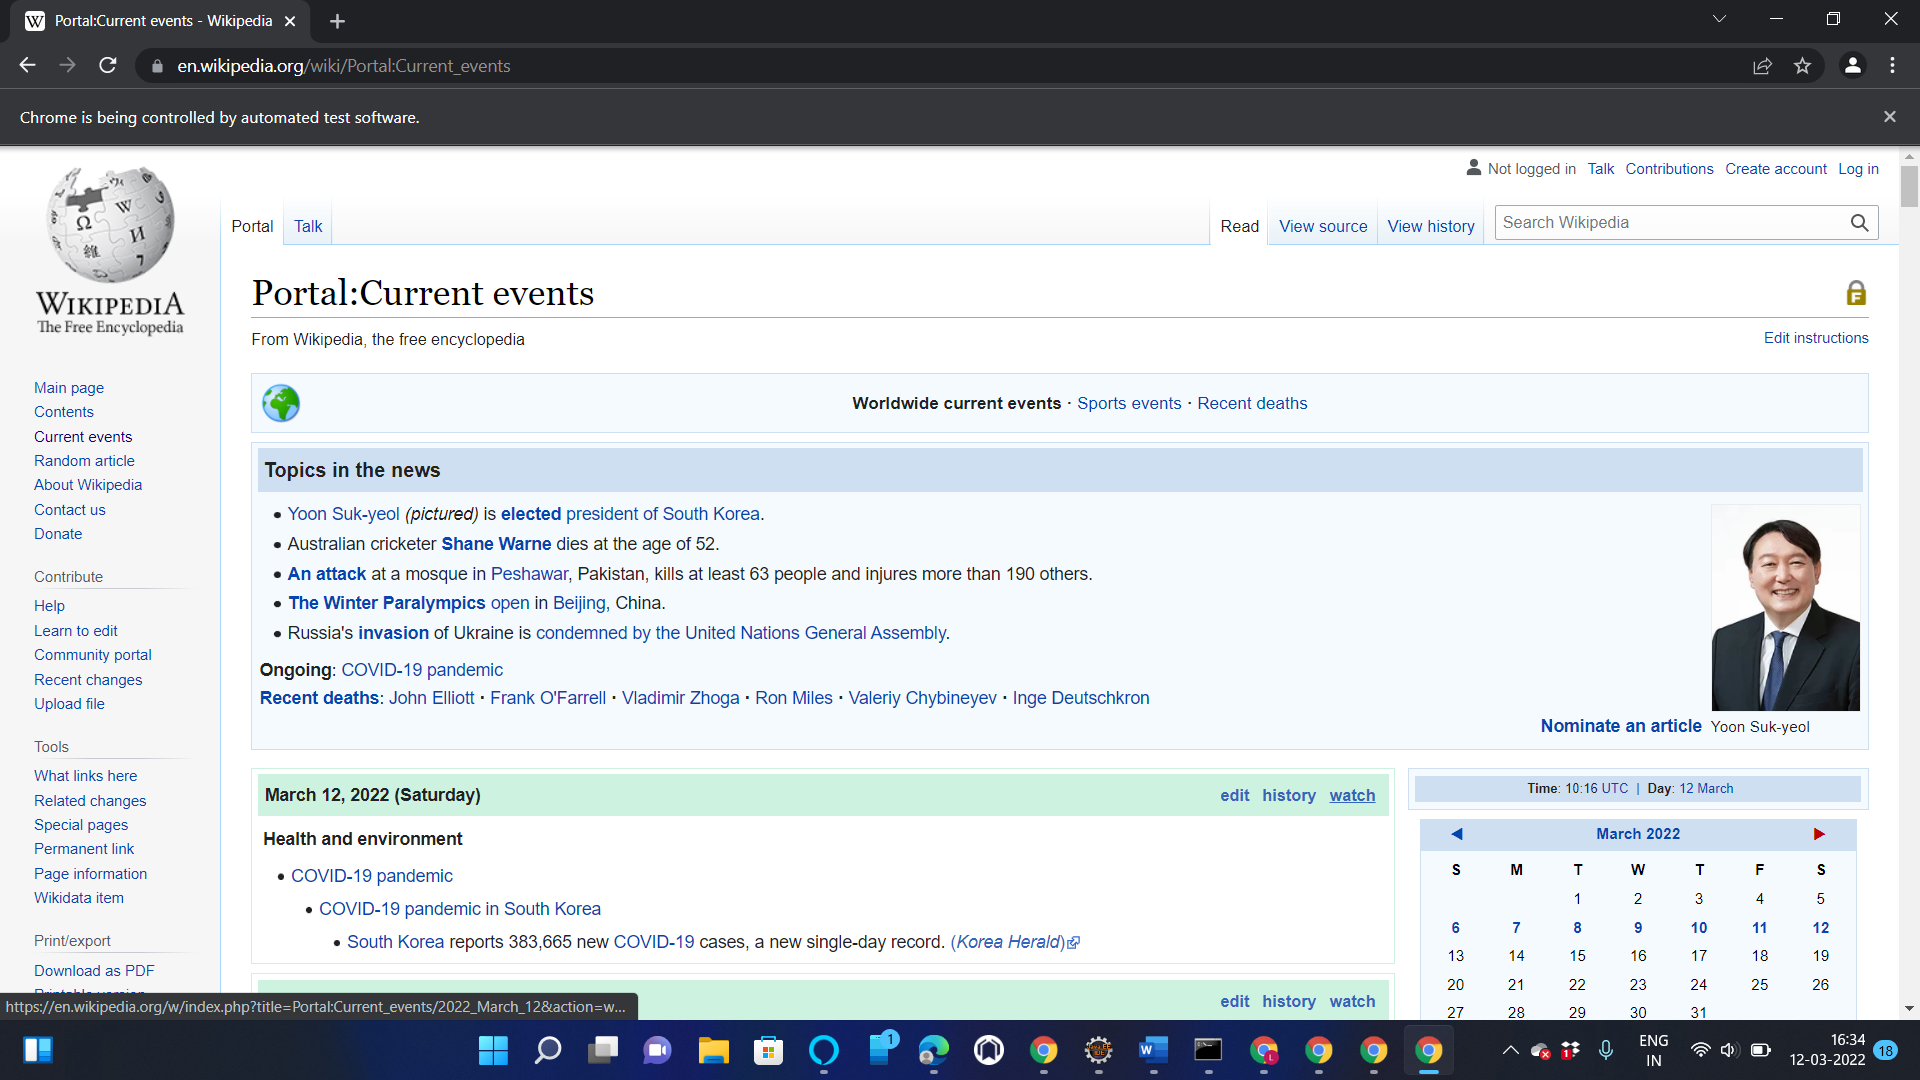 Portal:Current events - Wikipedia
en.wikipedia.org/wiki/Portal:Current_events
Chrome is being controlled by automated test software.
Not logged in Talk Contributions Create account Log in
Portal Talk Read View source View history Search Wikipedia
WIKIPEDIA
The Free Encyclopedia
Main page
Contents
Current events
Random article
About Wikipedia
Contact us
Donate
Contribute
Help
Learn to edit
Community portal
Recent changes
Upload file
Tools
What links here
Related changes
Special pages
Permanent link
Page information
Wikidata item
Print/export
Download as PDF
Portal:Current events
From Wikipedia, the free encyclopedia
Edit instructions
Worldwide current events · Sports events · Recent deaths
Topics in the news
• Yoon Suk-yeol (pictured) is elected president of South Korea.
• Australian cricketer Shane Warne dies at the age of 52.
• An attack at a mosque in Peshawar, Pakistan, kills at least 63 people and injures more than 190 others.
• The Winter Paralympics open in Beijing, China.
• Russia's invasion of Ukraine is condemned by the United Nations General Assembly.
Ongoing: COVID-19 pandemic
Recent deaths: John Elliott · Frank O'Farrell · Vladimir Zhoga · Ron Miles · Valeriy Chybineyev · Inge Deutschkron
Nominate an article
Yoon Suk-yeol
March 12, 2022 (Saturday) edit history watch
Health and environment
• COVID-19 pandemic
• COVID-19 pandemic in South Korea
• South Korea reports 383,665 new COVID-19 cases, a new single-day record. (Korea Herald)
edit history watch
Time: 10:16 UTC | Day: 12 March
◀ March 2022 ▶
S M T W T F S
1 2 3 4 5
6 7 8 9 10 11 12
13 14 15 16 17 18 19
20 21 22 23 24 25 26
27 28 29 30 31
https://en.wikipedia.org/w/index.php?title=Portal:Current_events/2022_March_12&action=w...
1
1
ENG
IN
16:34
12-03-2022
18